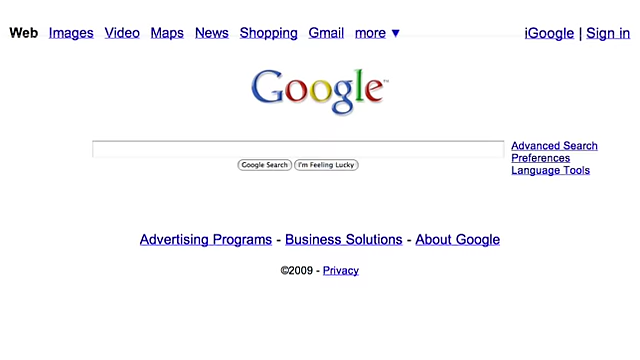 Web Images Video Maps News Shopping Gmail more ▼ iGoogle | Sign in
Google™
Advanced Search
Preferences
Language Tools
Google Search I'm Feeling Lucky
Advertising Programs - Business Solutions - About Google
©2009 - Privacy